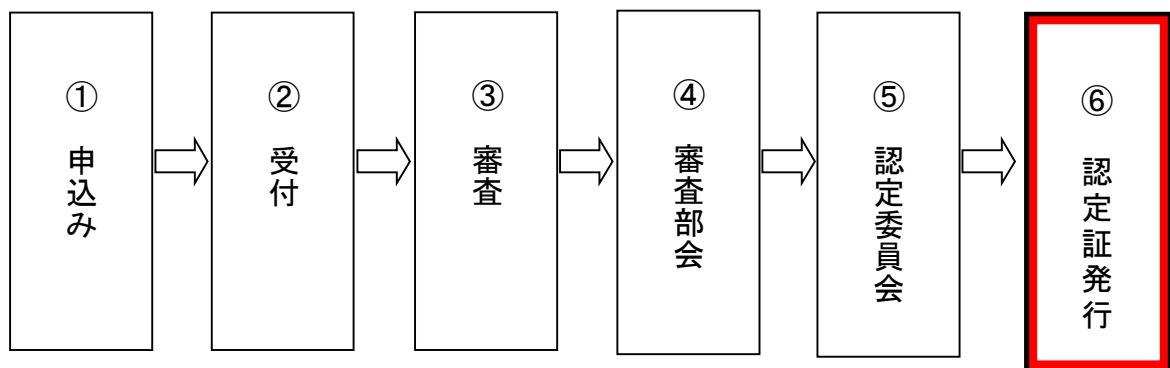 ①
申込み
②
受付
③
審査
④
審査部会
⑤
認定委員会
⑥
認定証発行